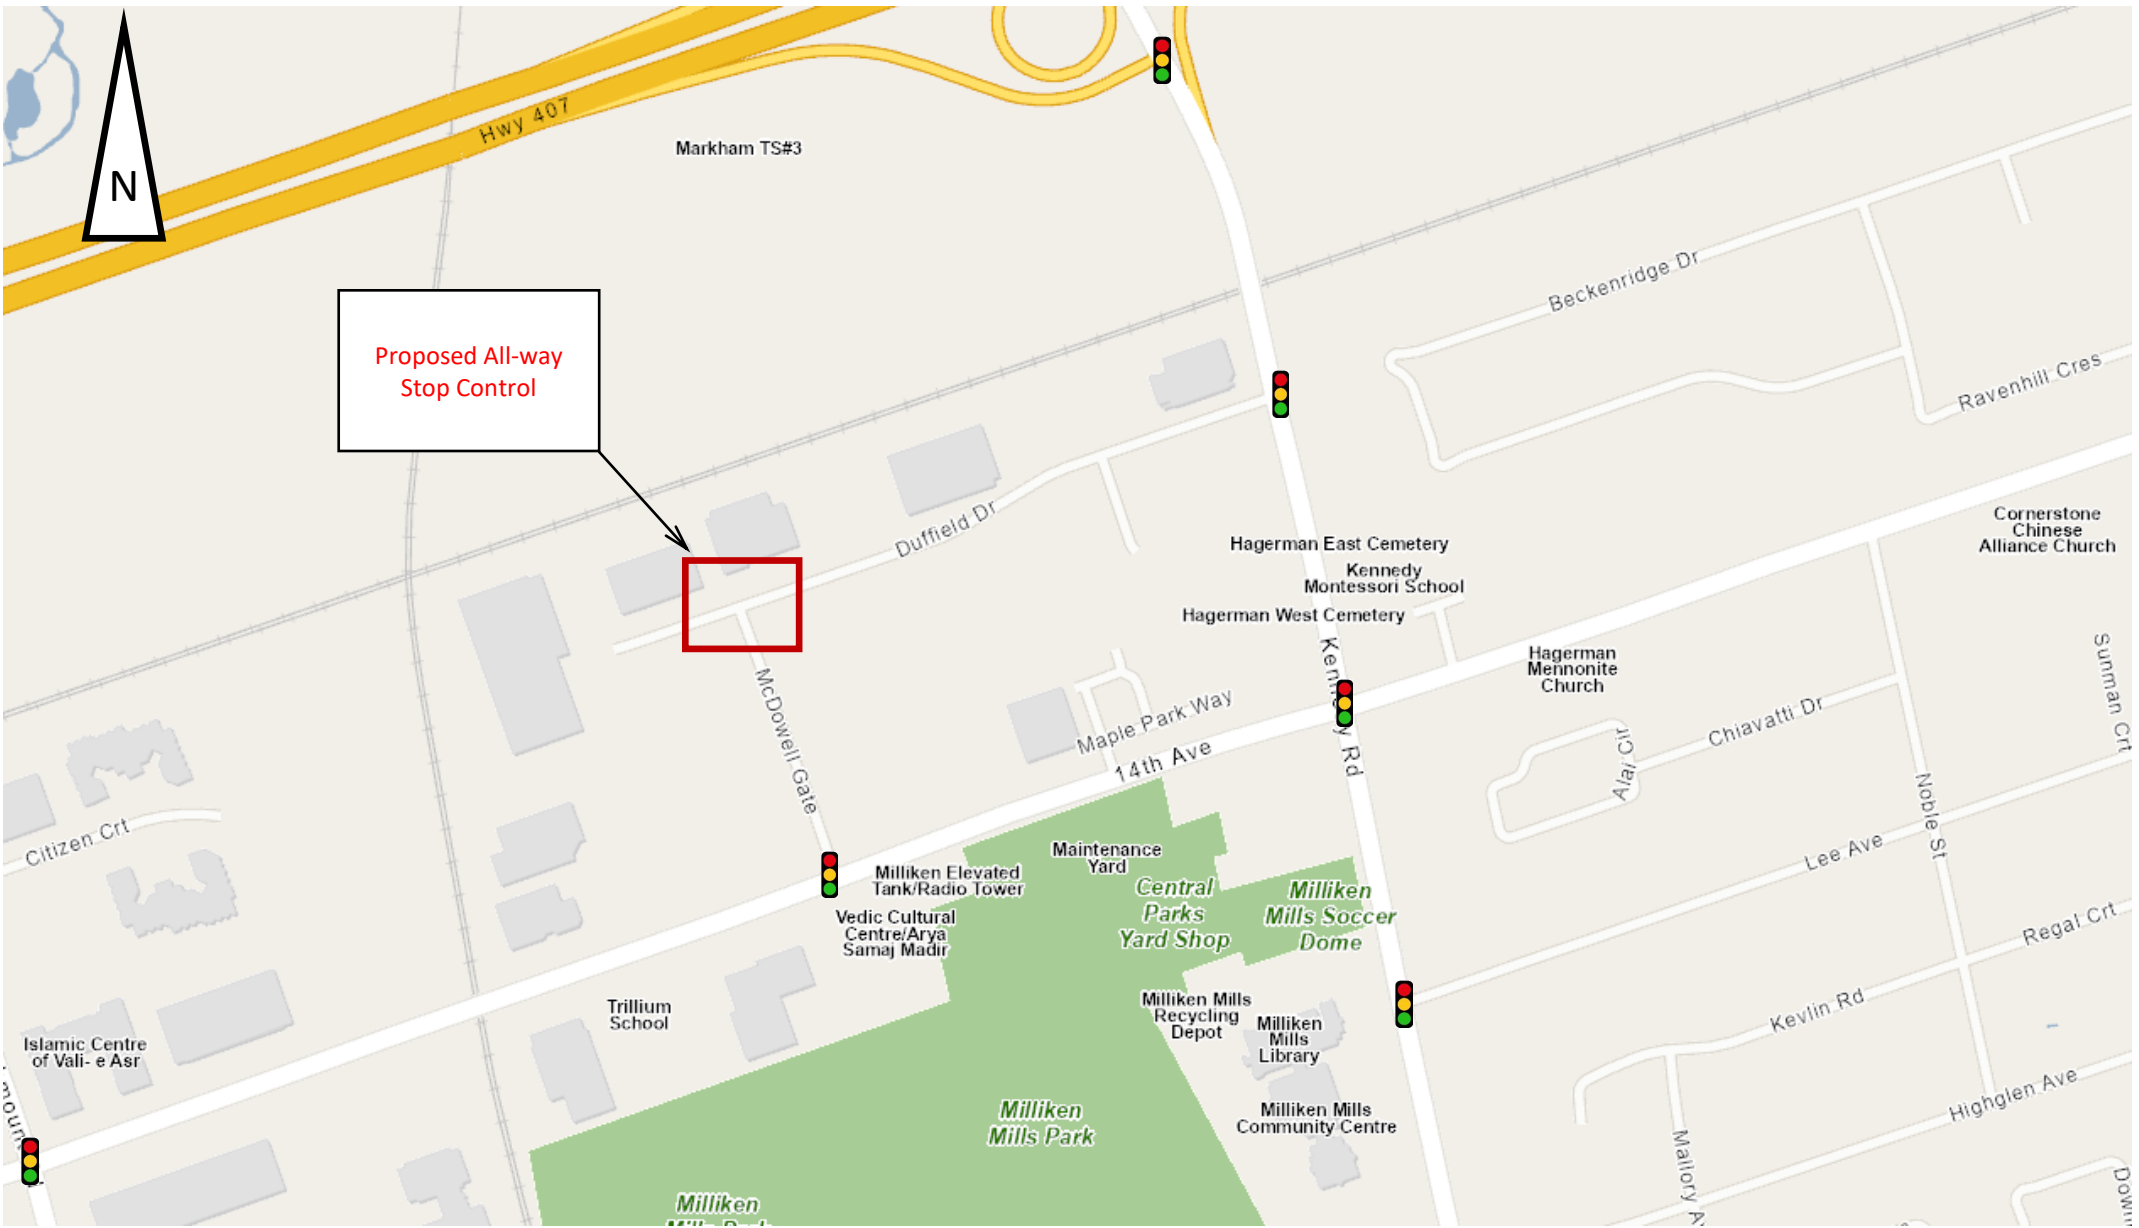 Hwy 407
Markham TS#3
N
Proposed All-way
Stop Control
Beckenridge Dr
Ravenhill Cres
Duffield Dr
Cornerstone
Chinese
Alliance Church
Hagerman East Cemetery
Kennedy
Montessori School
Hagerman West Cemetery
Hagerman
Mennonite
Church
Summan Crt
McDowell Gate
Maple Park Way
14th Ave
Chiavatti Dr
Alai Cir
Noble St
Citizen Crt
Lee Ave
Maintenance
Yard
Milliken Elevated
Tank/Radio Tower
Central
Parks
Yard Shop
Milliken
Mills Soccer
Dome
Vedic Cultural
Centre/Arya
Samaj Madir
Regal Crt
Trillium
School
Milliken Mills
Recycling
Depot
Milliken
Mills
Library
Kevlin Rd
Islamic Centre
of Vali- e Asr
Highglen Ave
Milliken
Mills Park
Milliken Mills
Community Centre
Mallory
Milliken
Mills Park
Rd